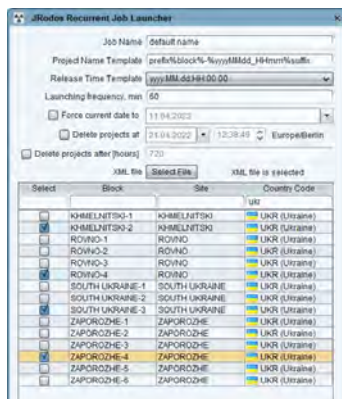 JRodos Recurrent Job Launcher
Job Name default name
Project Name Template prefix%block%-%yyyyMMdd_HHmm%suffix
Release Time Template yyyy.MM.dd HH:00:00
Launching frequency, min 60
Force current date to 11.04.2022
Delete projects at 21.04.2022 12:38:49 Europe/Berlin
Delete projects after [hours] 720
XML file Select File XML file is selected
Select Block Site Country Code
ukr
KHMELNITSKI-1 KHMELNITSKI UKR (Ukraine)
KHMELNITSKI-2 KHMELNITSKI UKR (Ukraine)
ROVNO-1 ROVNO UKR (Ukraine)
ROVNO-2 ROVNO UKR (Ukraine)
ROVNO-3 ROVNO UKR (Ukraine)
ROVNO-4 ROVNO UKR (Ukraine)
SOUTH UKRAINE-1 SOUTH UKRAINE UKR (Ukraine)
SOUTH UKRAINE-2 SOUTH UKRAINE UKR (Ukraine)
SOUTH UKRAINE-3 SOUTH UKRAINE UKR (Ukraine)
ZAPOROZHE-1 ZAPOROZHE UKR (Ukraine)
ZAPOROZHE-2 ZAPOROZHE UKR (Ukraine)
ZAPOROZHE-3 ZAPOROZHE UKR (Ukraine)
ZAPOROZHE-4 ZAPOROZHE UKR (Ukraine)
ZAPOROZHE-5 ZAPOROZHE UKR (Ukraine)
ZAPOROZHE-6 ZAPOROZHE UKR (Ukraine)